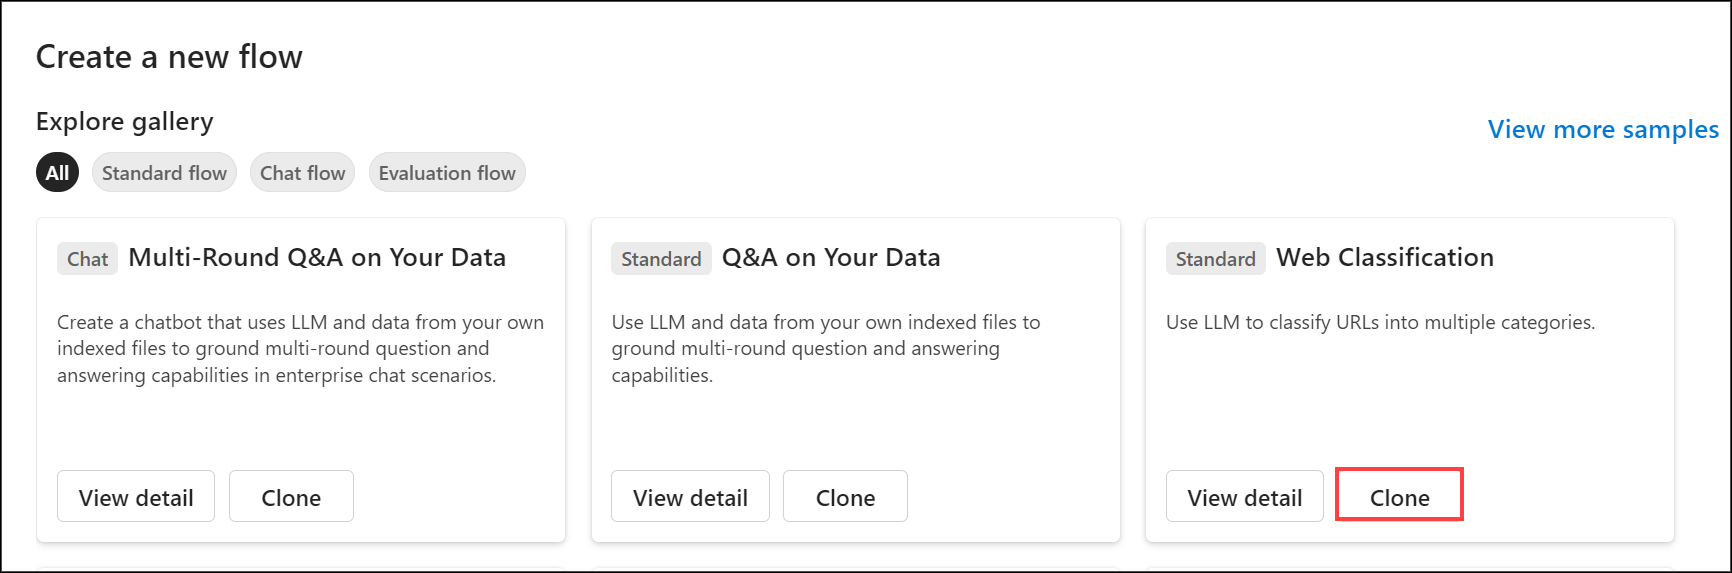 Create a new flow
Explore gallery
View more samples
All
Standard flow
Chat flow
Evaluation flow
Chat
Multi-Round Q&A on Your Data
Create a chatbot that uses LLM and data from your own
indexed files to ground multi-round question and
answering capabilities in enterprise chat scenarios.
View detail
Clone
Standard
Q&A on Your Data
Use LLM and data from your own indexed files to
ground multi-round question and answering
capabilities.
View detail
Clone
Standard
Web Classification
Use LLM to classify URLs into multiple categories.
View detail
Clone